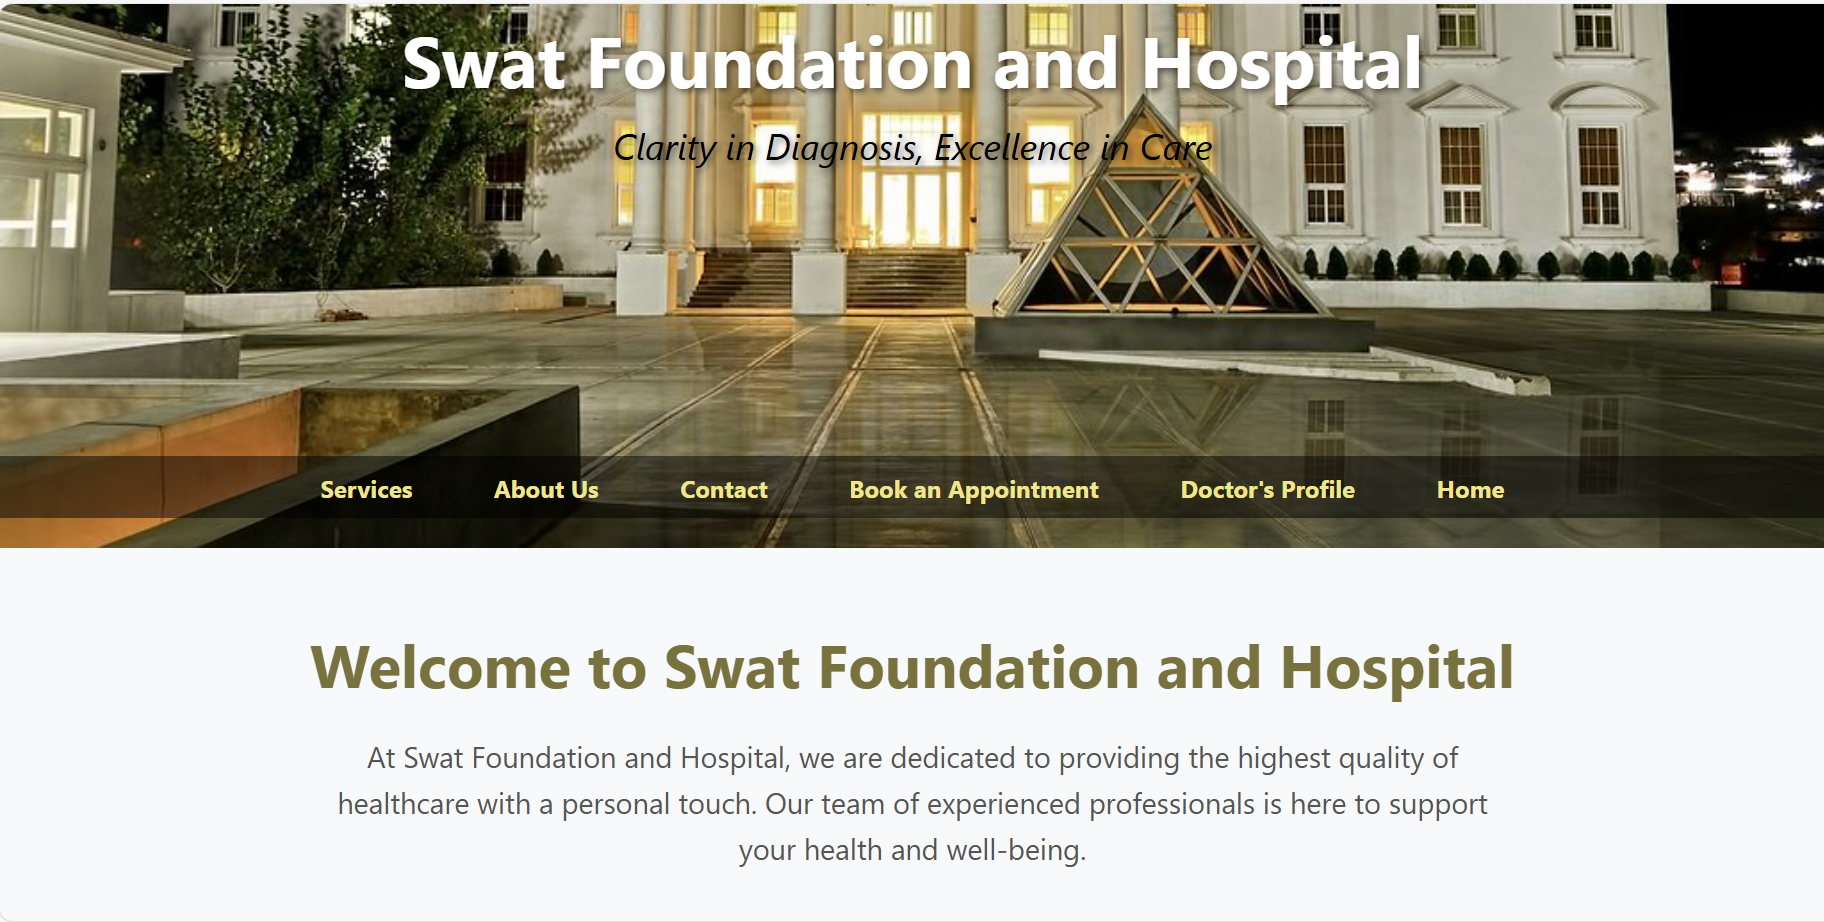 Swat Foundation and Hospital
Clarity in Diagnosis, Excellence in Care
Services About Us Contact Book an Appointment Doctor's Profile Home
Welcome to Swat Foundation and Hospital
At Swat Foundation and Hospital, we are dedicated to providing the highest quality of
healthcare with a personal touch. Our team of experienced professionals is here to support
your health and well-being.